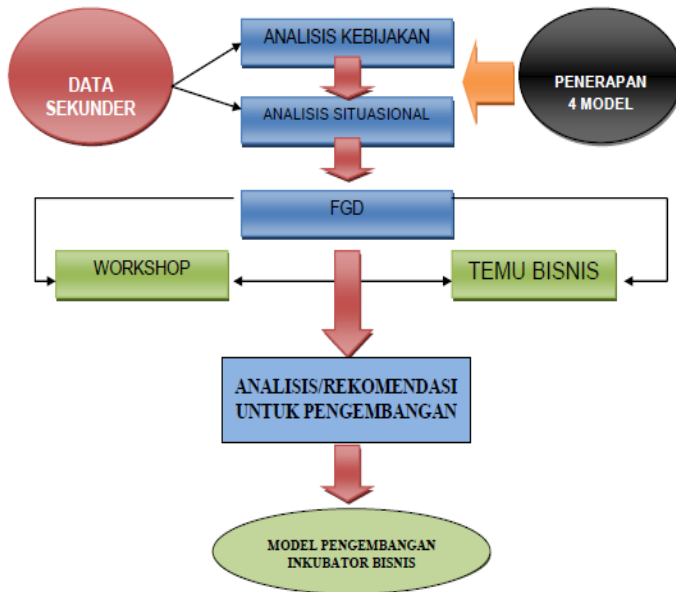 ANALISIS KEBIJAKAN
DATA
SEKUNDER
PENERAPAN
4 MODEL
ANALISIS SITUASIONAL
FGD
WORKSHOP
TEMU BISNIS
ANALISIS/REKOMENDASI
UNTUK PENGEMBANGAN
MODEL PENGEMBANGAN
INKUBATOR BISNIS